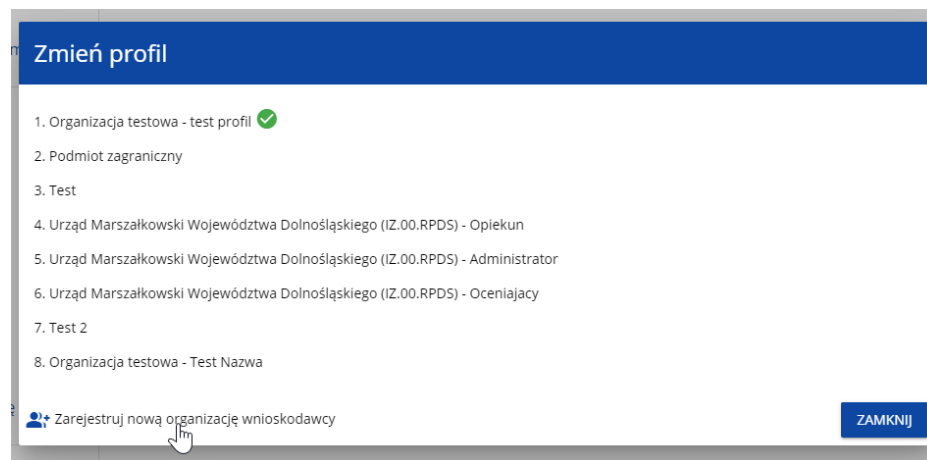 Zmień profil
1. Organizacja testowa - test profil
2. Podmiot zagraniczny
3. Test
4. Urząd Marszałkowski Województwa Dolnośląskiego (IZ.00.RPDS) - Opiekun
5. Urząd Marszałkowski Województwa Dolnośląskiego (IZ.00.RPDS) - Administrator
6. Urząd Marszałkowski Województwa Dolnośląskiego (IZ.00.RPDS) - Oceniajacy
7. Test 2
8. Organizacja testowa - Test Nazwa
Zarejestruj nową organizację wnioskodawcy
ZAMKNIJ